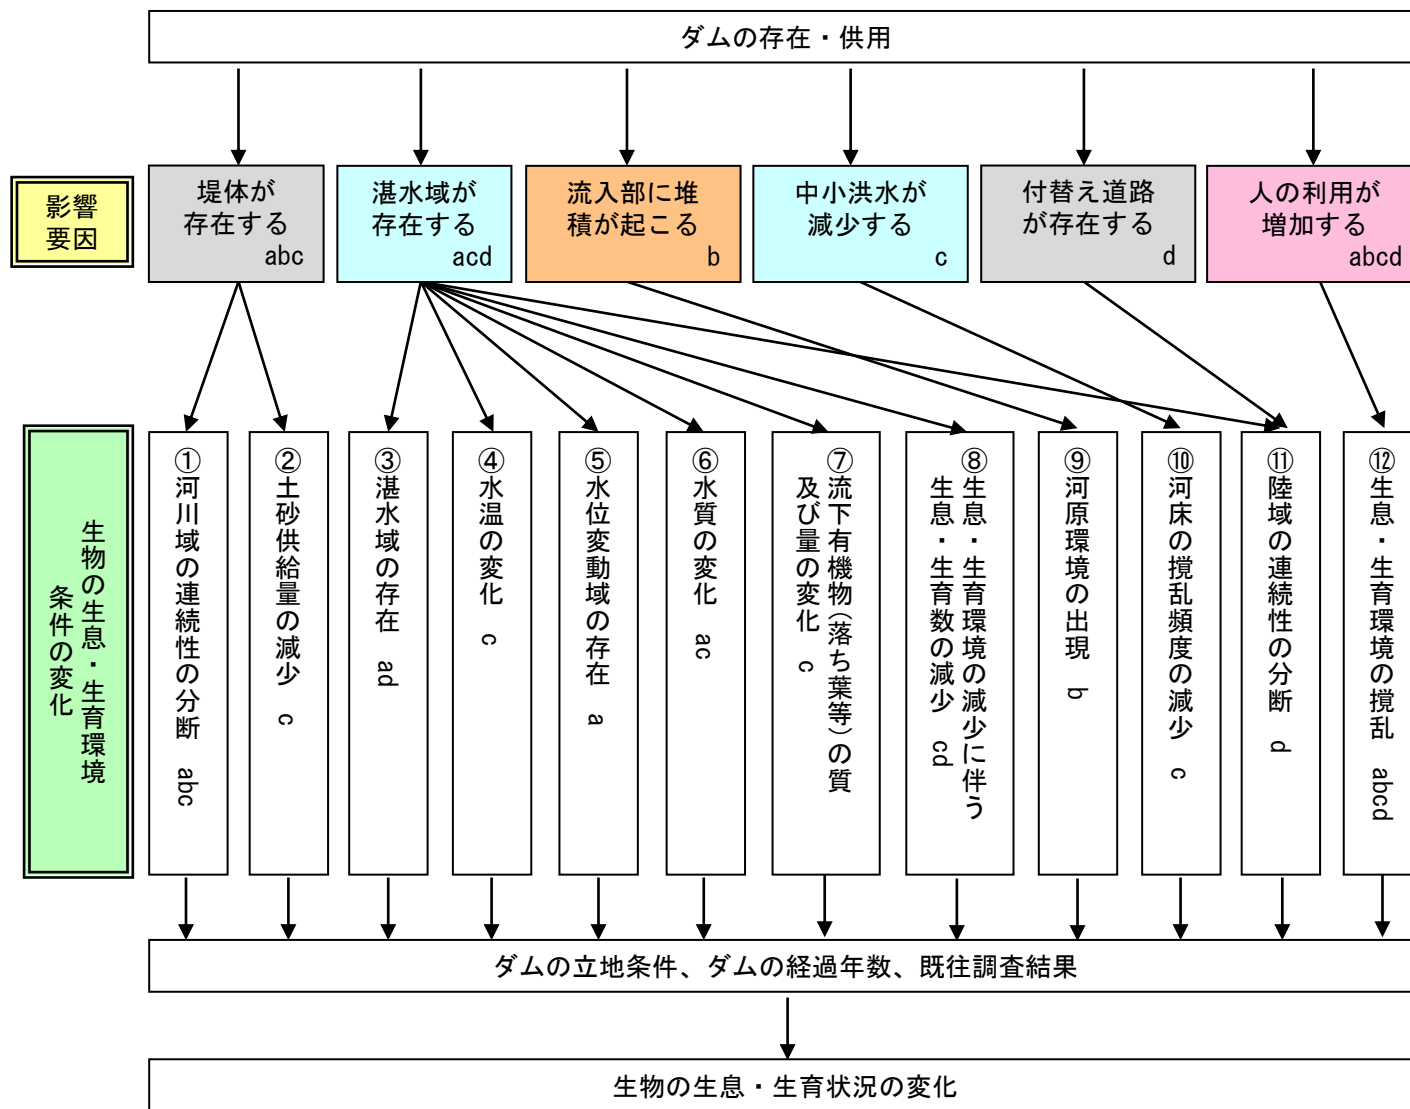 ダムの存在・供用
影響
要因
堤体が
存在する
abc
湛水域が
存在する
acd
流入部に堆
積が起こる
b
中小洪水が
減少する
c
付替え道路
が存在する
d
人の利用が
増加する
abcd
生物の生息・生育環境
条件の変化
①河川域の連続性の分断 abc
②土砂供給量の減少 c
③湛水域の存在 ad
④水温の変化 c
⑤水位変動域の存在 a
⑥水質の変化 ac
⑦流下有機物(落ち葉等)の質
及び量の変化 c
⑧生息・生育環境の減少に伴う
生息・生育数の減少 cd
⑨河原環境の出現 b
⑩河床の撹乱頻度の減少 c
⑪陸域の連続性の分断 d
⑫生息・生育環境の撹乱 abcd
ダムの立地条件、ダムの経過年数、既往調査結果
生物の生息・生育状況の変化